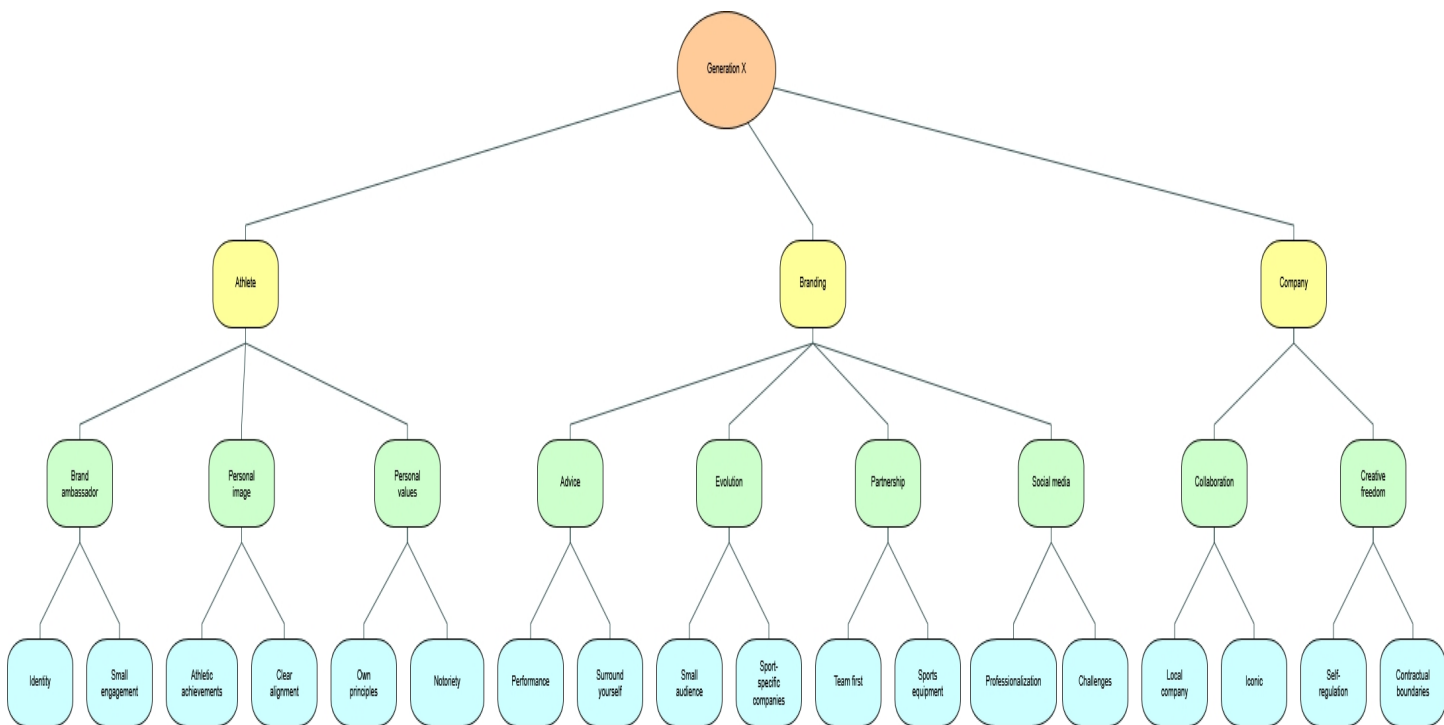 Generation X
Athlete
Branding
Company
Brand
ambassador
Personal
image
Personal
values
Advice
Evolution
Partnership
Social media
Collaboration
Creative
freedom
Identity
Small
engagement
Athletic
achievements
Clear
alignment
Own
principles
Notoriety
Performance
Surround
yourself
Small
audience
Sport-
specific
companies
Team first
Sports
equipment
Professionalization
Challenges
Local
company
Iconic
Self-
regulation
Contractual
boundaries